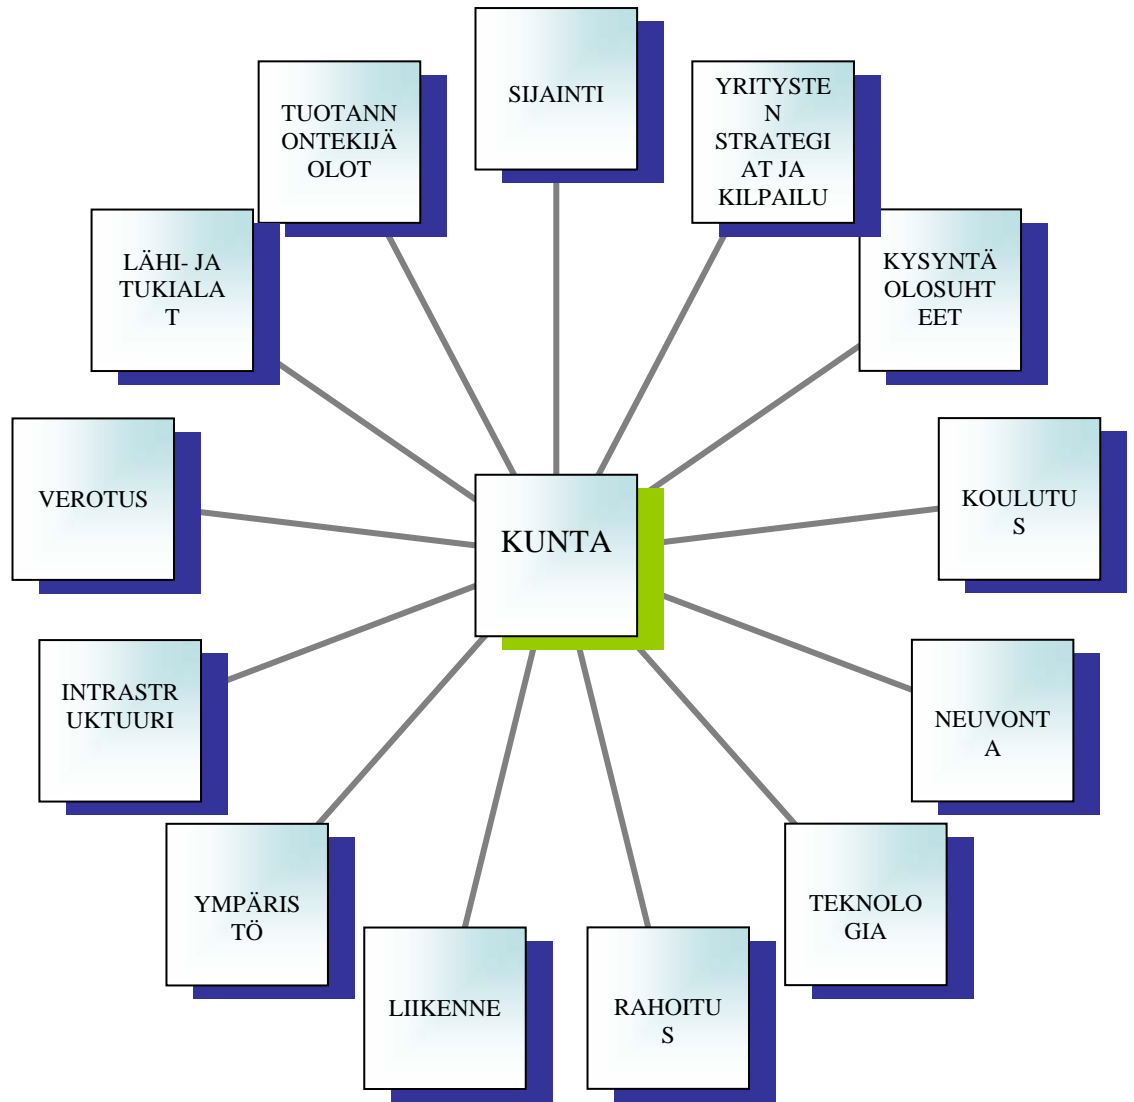 SIJAINTI
YRITYSTE
N
STRATEGI
AT JA
KILPAILU
KYSYNTÄ
OLOSUHT
EET
KOULUTU
S
NEUVONT
A
TEKNOLO
GIA
RAHOITU
S
LIIKENNE
YMPÄRIS
TÖ
INTRASTR
UKTUURI
VEROTUS
LÄHI- JA
TUKIALA
T
TUOTANN
ONTEKIJÄ
OLOT
KUNTA